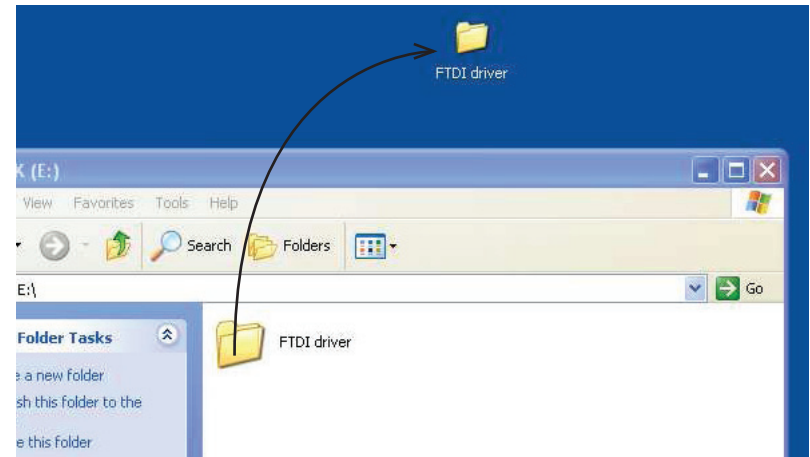 FTDI driver
K (E:)
View Favorites Tools Help
Search Folders
E:\ Go
Folder Tasks
FTDI driver
e a new folder
sh this folder to the
e this folder